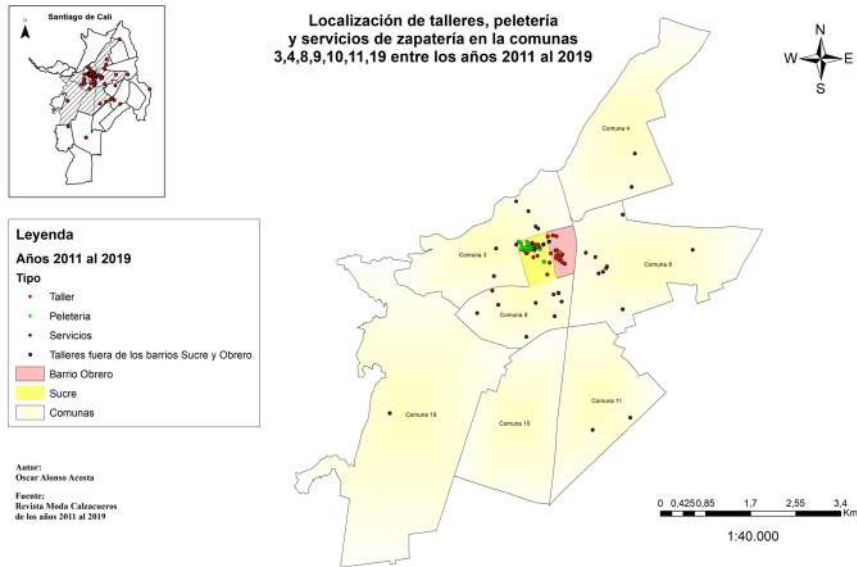 Santiago de Cali
N
Localización de talleres, peletería
y servicios de zapatería en la comunas
3,4,8,9,10,11,19 entre los años 2011 al 2019
N
W E
S
Comuna 4
Comuna 3
Comuna 8
Comuna 9
Comuna 19
Comuna 10
Comuna 11
Leyenda
Años 2011 al 2019
Tipo
Taller
Peleteria
Servicios
Talleres fuera de los barrios Sucre y Obrero
Barrio Obrero
Sucre
Comunas
Autor:
Oscar Alonso Acosta
Fuente:
Revista Moda Calzacueros
de los años 2011 al 2019
0 0,425 0,85 1,7 2,55 3,4
Km
1:40.000